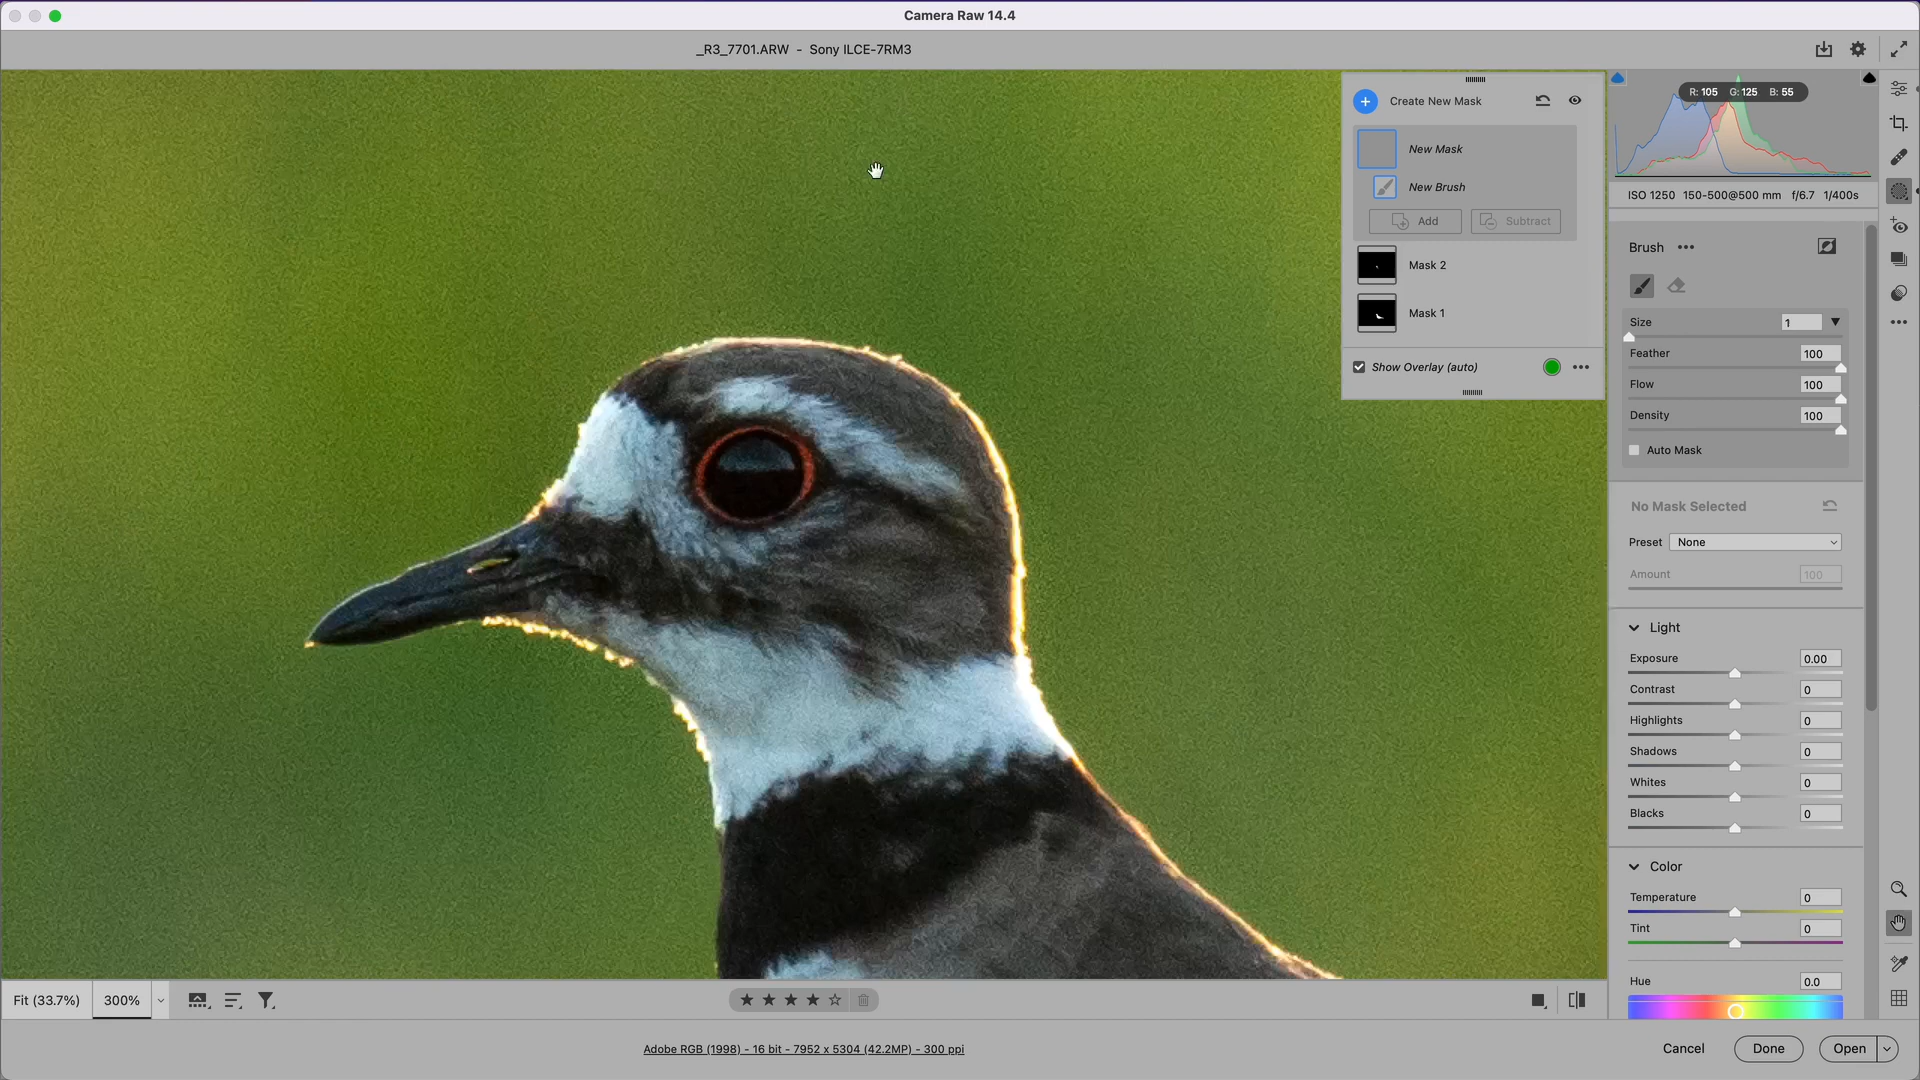 Camera Raw 14.4
_R3_7701.ARW - Sony ILCE-7RM3
R: 105 G: 125 B: 55
ISO 1250 150-500@500 mm f/6.7 1/400s
Create New Mask
New Mask
New Brush
Add Subtract
Mask 2
Mask 1
Show Overlay (auto)
Brush
Size 1
Feather 100
Flow 100
Density 100
Auto Mask
No Mask Selected
Preset None
Amount 100
Light
Exposure 0.00
Contrast 0
Highlights 0
Shadows 0
Whites 0
Blacks 0
Color
Temperature 0
Tint 0
Hue 0.0
Fit (33.7%) 300%
Adobe RGB (1998) - 16 bit - 7952 x 5304 (42.2MP) - 300 ppi
Cancel Done Open